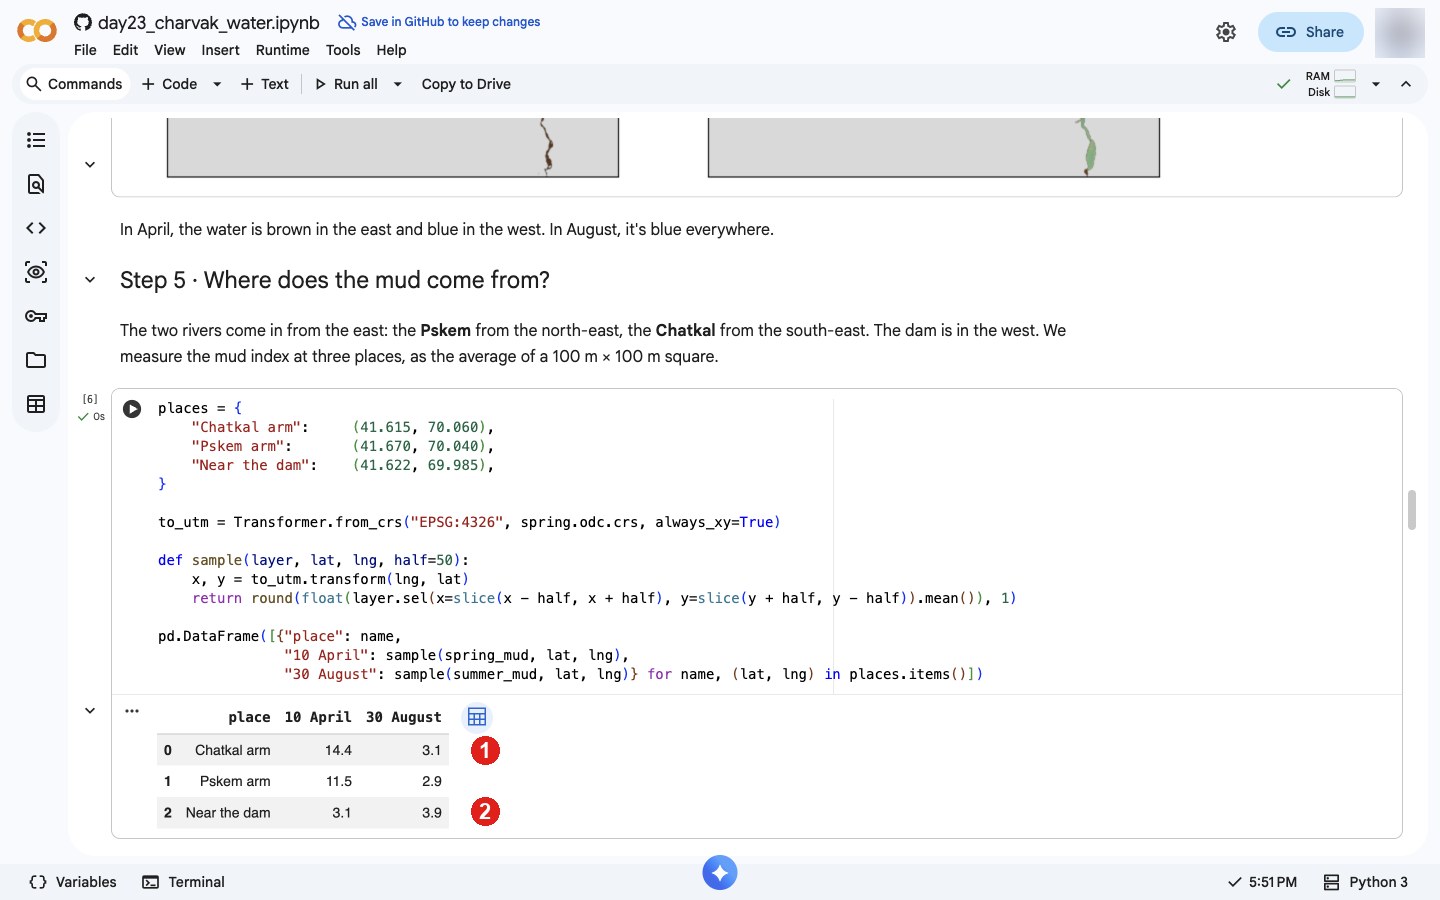 day23_charvak_water.ipynb
Save in GitHub to keep changes
File Edit View Insert Runtime Tools Help
Share
Commands + Code + Text Run all Copy to Drive
RAM
Disk
In April, the water is brown in the east and blue in the west. In August, it's blue everywhere.
Step 5 · Where does the mud come from?
The two rivers come in from the east: the Pskem from the north-east, the Chatkal from the south-east. The dam is in the west. We
measure the mud index at three places, as the average of a 100 m × 100 m square.
[6]
0s
places = {
    "Chatkal arm":     (41.615, 70.060),
    "Pskem arm":       (41.670, 70.040),
    "Near the dam":    (41.622, 69.985),
}
to_utm = Transformer.from_crs("EPSG:4326", spring.odc.crs, always_xy=True)
def sample(layer, lat, lng, half=50):
    x, y = to_utm.transform(lng, lat)
    return round(float(layer.sel(x=slice(x - half, x + half), y=slice(y + half, y - half)).mean()), 1)
pd.DataFrame([{"place": name,
               "10 April": sample(spring_mud, lat, lng),
               "30 August": sample(summer_mud, lat, lng)} for name, (lat, lng) in places.items()])
place 10 April 30 August
0 Chatkal arm 14.4 3.1 1
1 Pskem arm 11.5 2.9
2 Near the dam 3.1 3.9 2
Variables Terminal
5:51 PM Python 3